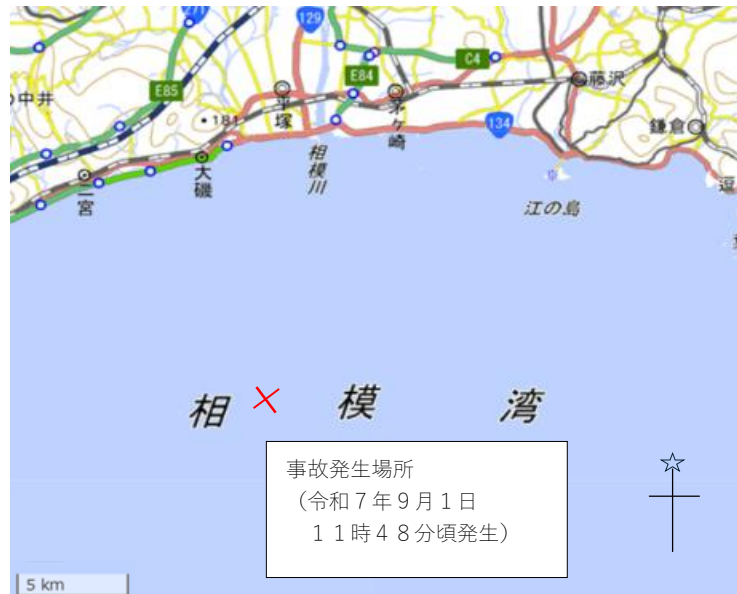 271
129
C4
E84
E85
藤沢
中井
平塚
茅ヶ崎
・181
134
鎌倉
相模川
大磯
二宮
逗
江の島
相模湾
事故発生場所
（令和７年９月１日
１１時４８分頃発生）
5 km